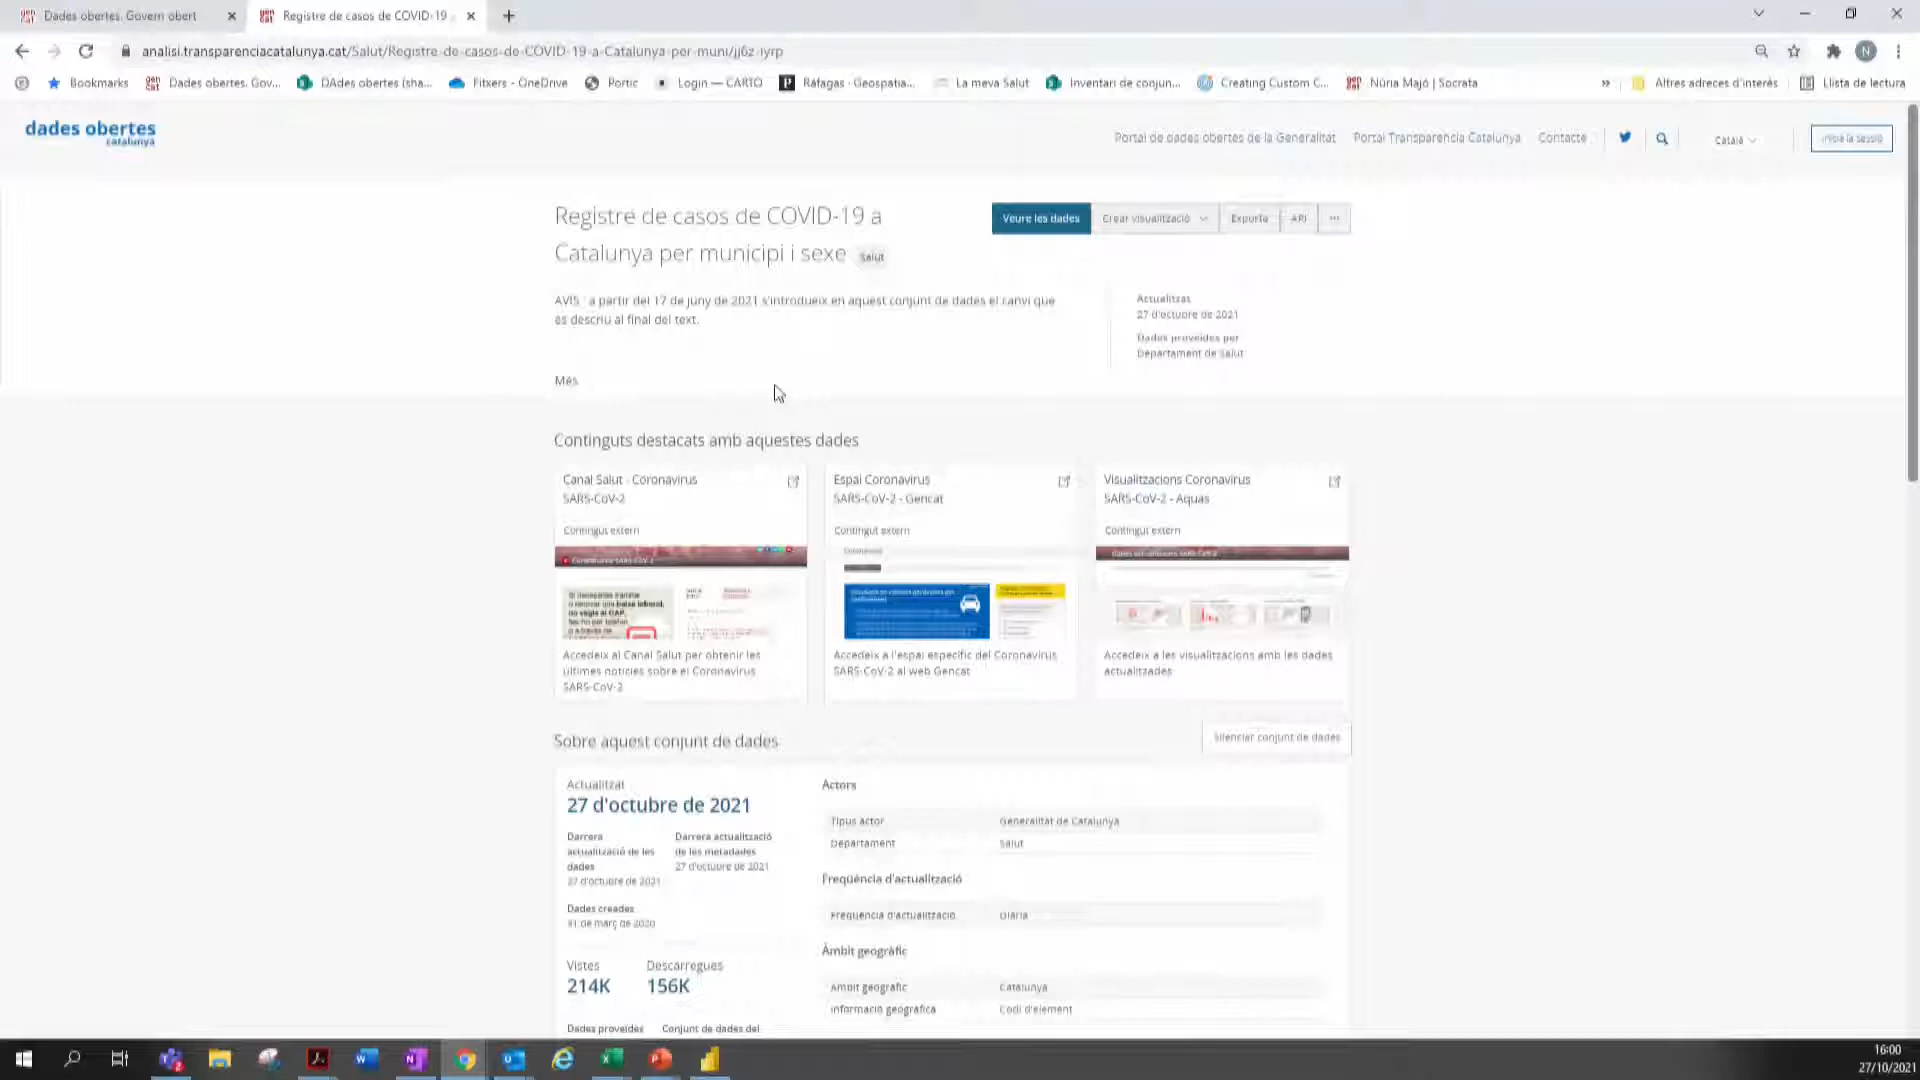 Dades obertes. Govern obert
Registre de casos de COVID-19
analisi.transparenciacatalunya.cat/Salut/Registre-de-casos-de-COVID-19-a-Catalunya-per-muni/jj6z-iyrp
Bookmarks
Dades obertes. Gov...
DAdes obertes (sha...
Fitxers - OneDrive
Portic
Login — CARTO
Ràfagas · Geospatia...
La meva Salut
Inventari de conjun...
Creating Custom C...
Núria Majó | Socrata
»
Altres adreces d'interès
Llista de lectura
dades obertes
catalunya
Portal de dades obertes de la Generalitat
Portal Transparència Catalunya
Contacte
Català
Inicia la sessió
Registre de casos de COVID-19 a
Catalunya per municipi i sexe
Salut
Veure les dades
Crear visualització
Exporta
API
...
AVIS : a partir del 17 de juny de 2021 s'introdueix en aquest conjunt de dades el canvi que
es descriu al final del text.
Més
Actualitzat
27 d'octubre de 2021
Dades proveïdes per
Departament de Salut
Continguts destacats amb aquestes dades
Canal Salut - Coronavirus
SARS-CoV-2
Contingut extern
Accedeix al Canal Salut per obtenir les
últimes notícies sobre el Coronavirus
SARS-CoV-2
Espai Coronavirus
SARS-CoV-2 - Gencat
Contingut extern
Accedeix a l'espai específic del Coronavirus
SARS-CoV-2 al web Gencat
Visualitzacions Coronavirus
SARS-CoV-2 - Aquas
Contingut extern
Accedeix a les visualitzacions amb les dades
actualitzades
Sobre aquest conjunt de dades
Silenciar conjunt de dades
Actualitzat
27 d'octubre de 2021
Darrera
actualització de les
dades
27 d'octubre de 2021
Darrera actualització
de les metadades
27 d'octubre de 2021
Dades creades
31 de març de 2020
Vistes
214K
Descàrregues
156K
Dades proveïdes
Conjunt de dades del
Actors
Tipus actor
Generalitat de Catalunya
Departament
Salut
Freqüència d'actualització
Freqüència d'actualització
Diària
Àmbit geogràfic
Àmbit geogràfic
Catalunya
Informació geogràfica
Codi d'element
16:00
27/10/2021